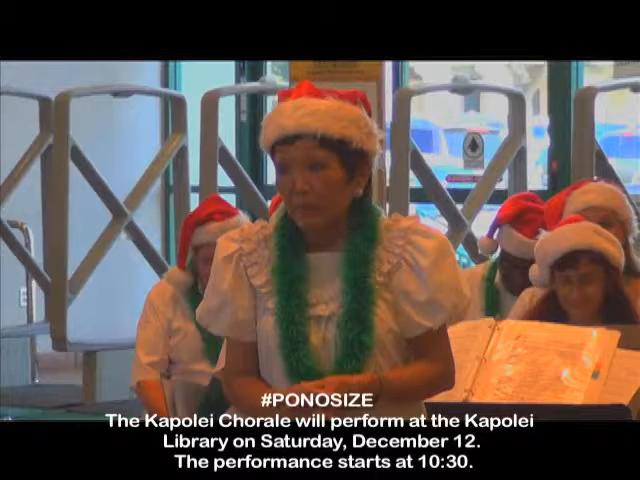 #PONOSIZE
The Kapolei Chorale will perform at the Kapolei
Library on Saturday, December 12.
The performance starts at 10:30.